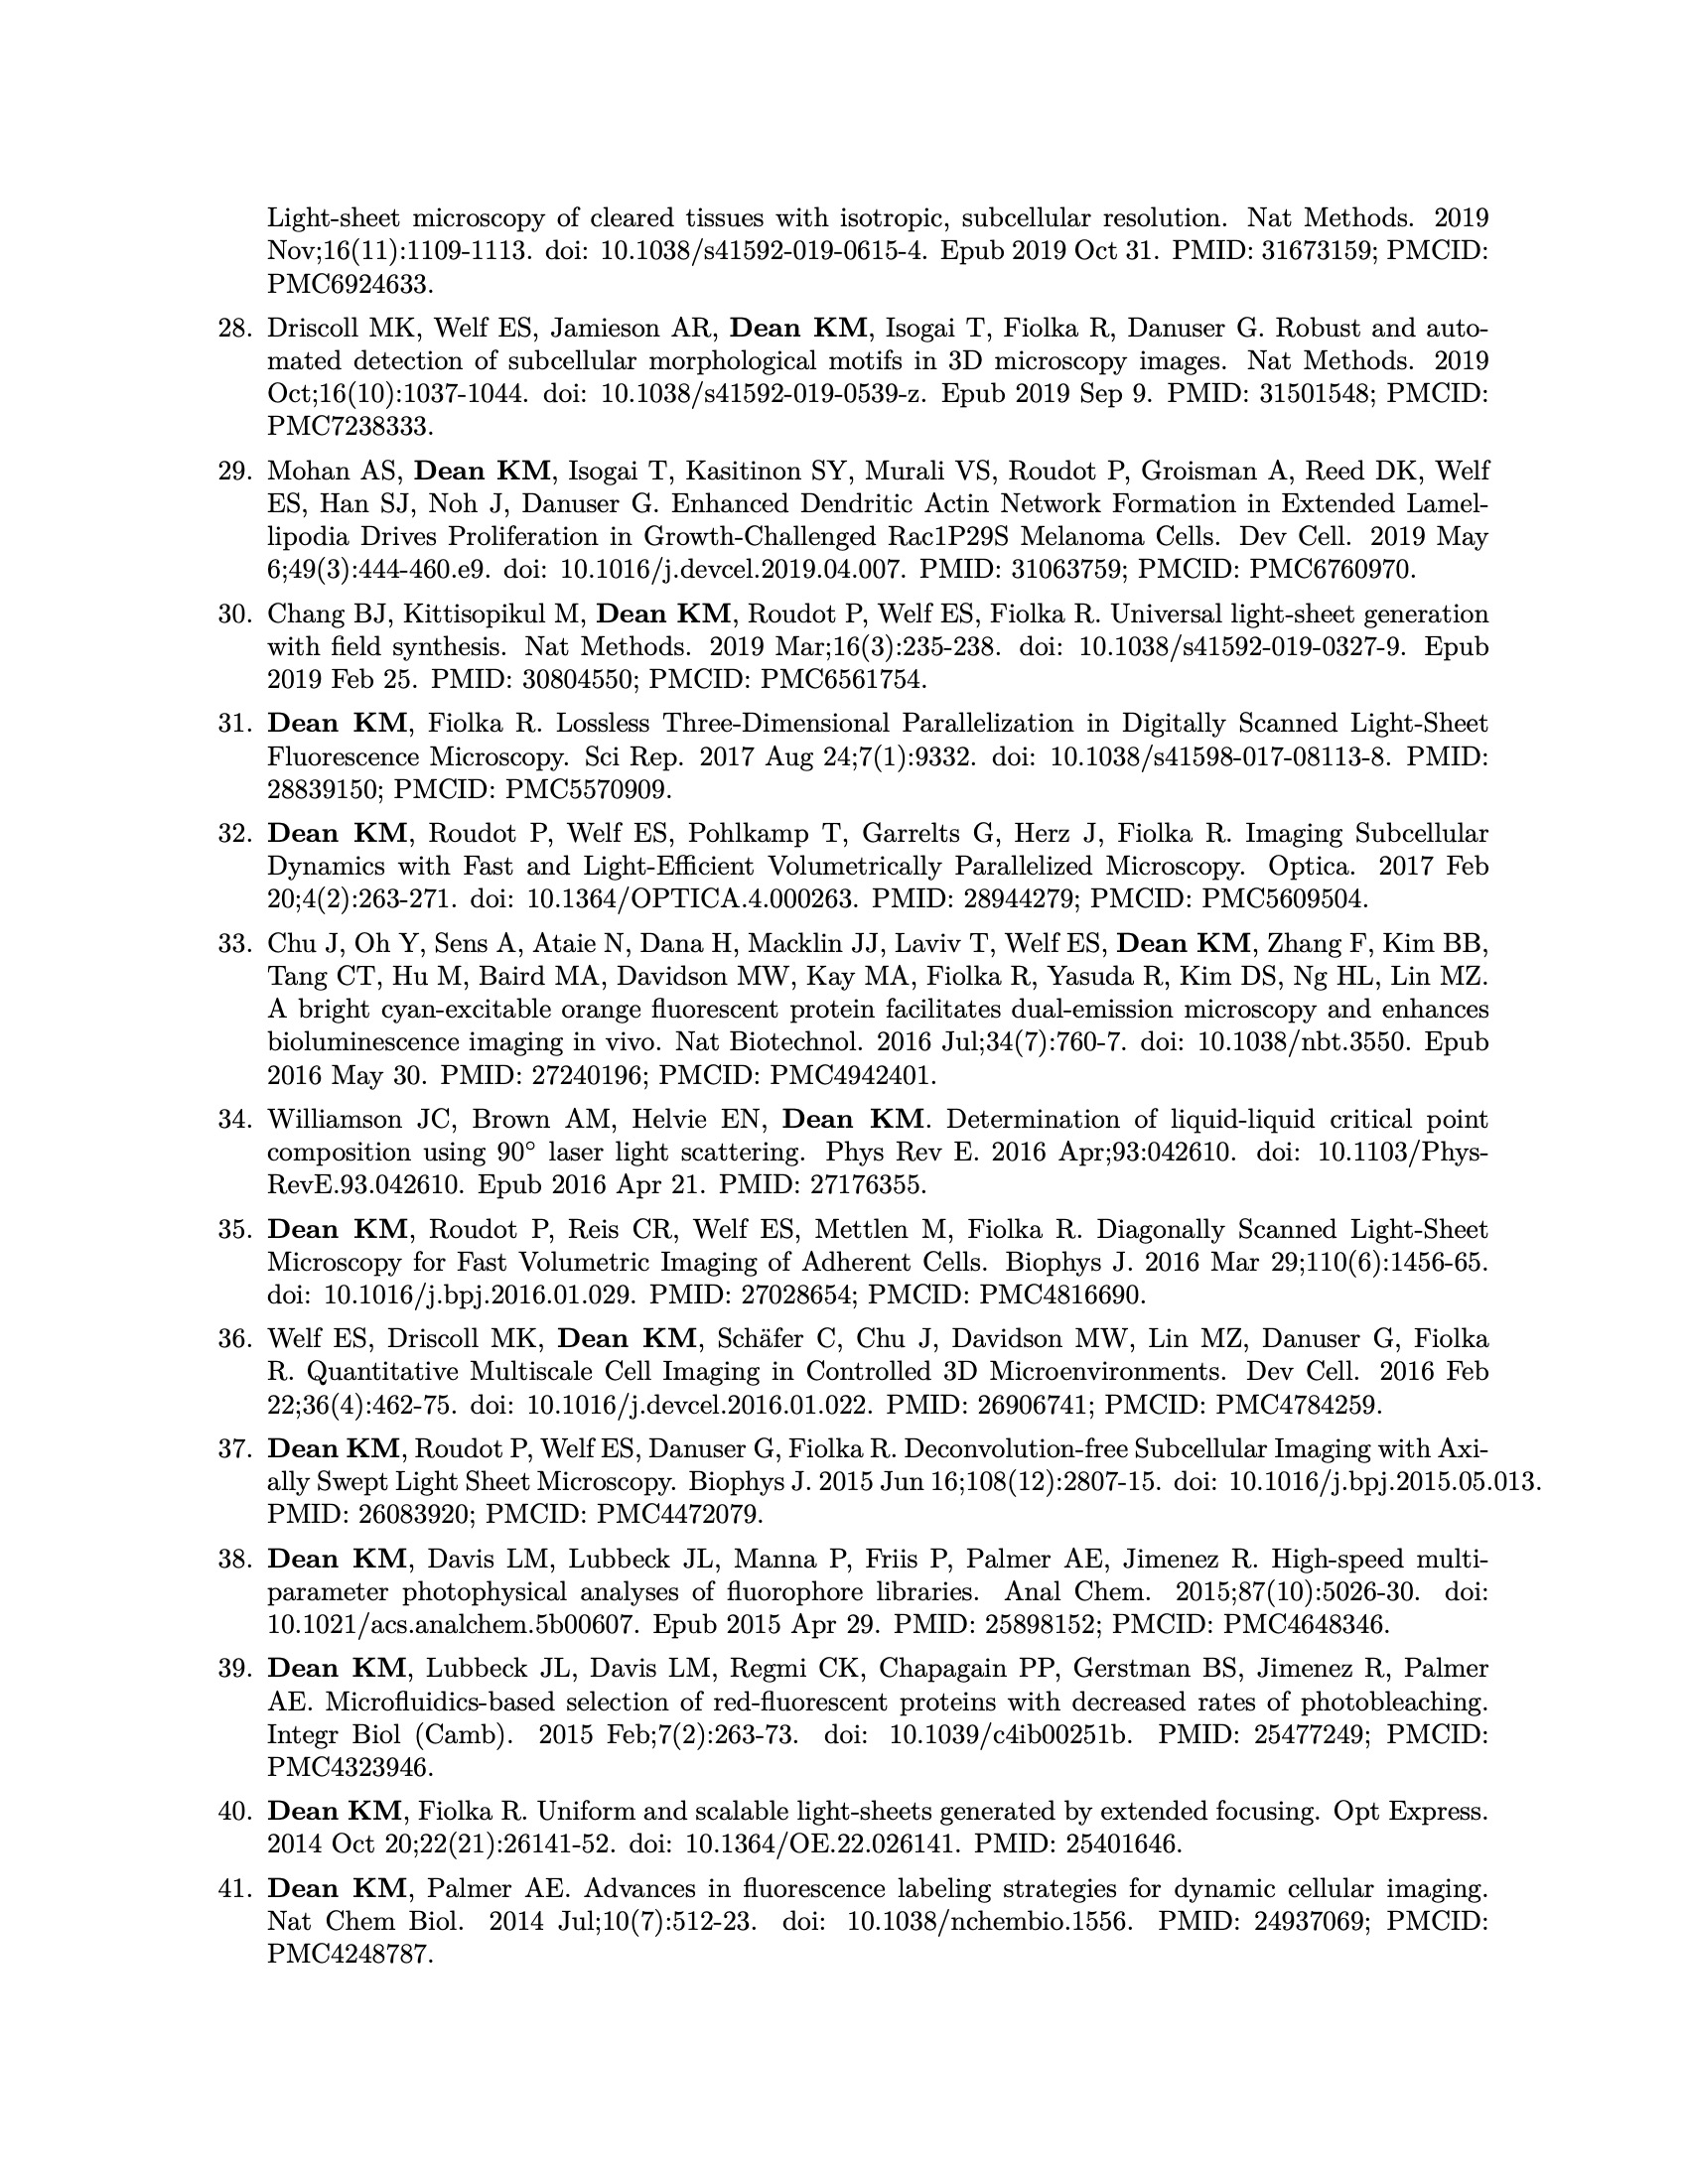 Light-sheet microscopy of cleared tissues with isotropic, subcellular resolution. Nat Methods. 2019
Nov;16(11):1109-1113. doi: 10.1038/s41592-019-0615-4. Epub 2019 Oct 31. PMID: 31673159; PMCID:
PMC6924633.
28. Driscoll MK, Welf ES, Jamieson AR, Dean KM, Isogai T, Fiolka R, Danuser G. Robust and auto-
mated detection of subcellular morphological motifs in 3D microscopy images. Nat Methods. 2019
Oct;16(10):1037-1044. doi: 10.1038/s41592-019-0539-z. Epub 2019 Sep 9. PMID: 31501548; PMCID:
PMC7238333.
29. Mohan AS, Dean KM, Isogai T, Kasitinon SY, Murali VS, Roudot P, Groisman A, Reed DK, Welf
ES, Han SJ, Noh J, Danuser G. Enhanced Dendritic Actin Network Formation in Extended Lamel-
lipodia Drives Proliferation in Growth-Challenged Rac1P29S Melanoma Cells. Dev Cell. 2019 May
6;49(3):444-460.e9. doi: 10.1016/j.devcel.2019.04.007. PMID: 31063759; PMCID: PMC6760970.
30. Chang BJ, Kittisopikul M, Dean KM, Roudot P, Welf ES, Fiolka R. Universal light-sheet generation
with field synthesis. Nat Methods. 2019 Mar;16(3):235-238. doi: 10.1038/s41592-019-0327-9. Epub
2019 Feb 25. PMID: 30804550; PMCID: PMC6561754.
31. Dean KM, Fiolka R. Lossless Three-Dimensional Parallelization in Digitally Scanned Light-Sheet
Fluorescence Microscopy. Sci Rep. 2017 Aug 24;7(1):9332. doi: 10.1038/s41598-017-08113-8. PMID:
28839150; PMCID: PMC5570909.
32. Dean KM, Roudot P, Welf ES, Pohlkamp T, Garrelts G, Herz J, Fiolka R. Imaging Subcellular
Dynamics with Fast and Light-Efficient Volumetrically Parallelized Microscopy. Optica. 2017 Feb
20;4(2):263-271. doi: 10.1364/OPTICA.4.000263. PMID: 28944279; PMCID: PMC5609504.
33. Chu J, Oh Y, Sens A, Ataie N, Dana H, Macklin JJ, Laviv T, Welf ES, Dean KM, Zhang F, Kim BB,
Tang CT, Hu M, Baird MA, Davidson MW, Kay MA, Fiolka R, Yasuda R, Kim DS, Ng HL, Lin MZ.
A bright cyan-excitable orange fluorescent protein facilitates dual-emission microscopy and enhances
bioluminescence imaging in vivo. Nat Biotechnol. 2016 Jul;34(7):760-7. doi: 10.1038/nbt.3550. Epub
2016 May 30. PMID: 27240196; PMCID: PMC4942401.
34. Williamson JC, Brown AM, Helvie EN, Dean KM. Determination of liquid-liquid critical point
composition using 90° laser light scattering. Phys Rev E. 2016 Apr;93:042610. doi: 10.1103/Phys-
RevE.93.042610. Epub 2016 Apr 21. PMID: 27176355.
35. Dean KM, Roudot P, Reis CR, Welf ES, Mettlen M, Fiolka R. Diagonally Scanned Light-Sheet
Microscopy for Fast Volumetric Imaging of Adherent Cells. Biophys J. 2016 Mar 29;110(6):1456-65.
doi: 10.1016/j.bpj.2016.01.029. PMID: 27028654; PMCID: PMC4816690.
36. Welf ES, Driscoll MK, Dean KM, Schäfer C, Chu J, Davidson MW, Lin MZ, Danuser G, Fiolka
R. Quantitative Multiscale Cell Imaging in Controlled 3D Microenvironments. Dev Cell. 2016 Feb
22;36(4):462-75. doi: 10.1016/j.devcel.2016.01.022. PMID: 26906741; PMCID: PMC4784259.
37. Dean KM, Roudot P, Welf ES, Danuser G, Fiolka R. Deconvolution-free Subcellular Imaging with Axi-
ally Swept Light Sheet Microscopy. Biophys J. 2015 Jun 16;108(12):2807-15. doi: 10.1016/j.bpj.2015.05.013.
PMID: 26083920; PMCID: PMC4472079.
38. Dean KM, Davis LM, Lubbeck JL, Manna P, Friis P, Palmer AE, Jimenez R. High-speed multi-
parameter photophysical analyses of fluorophore libraries. Anal Chem. 2015;87(10):5026-30. doi:
10.1021/acs.analchem.5b00607. Epub 2015 Apr 29. PMID: 25898152; PMCID: PMC4648346.
39. Dean KM, Lubbeck JL, Davis LM, Regmi CK, Chapagain PP, Gerstman BS, Jimenez R, Palmer
AE. Microfluidics-based selection of red-fluorescent proteins with decreased rates of photobleaching.
Integr Biol (Camb). 2015 Feb;7(2):263-73. doi: 10.1039/c4ib00251b. PMID: 25477249; PMCID:
PMC4323946.
40. Dean KM, Fiolka R. Uniform and scalable light-sheets generated by extended focusing. Opt Express.
2014 Oct 20;22(21):26141-52. doi: 10.1364/OE.22.026141. PMID: 25401646.
41. Dean KM, Palmer AE. Advances in fluorescence labeling strategies for dynamic cellular imaging.
Nat Chem Biol. 2014 Jul;10(7):512-23. doi: 10.1038/nchembio.1556. PMID: 24937069; PMCID:
PMC4248787.